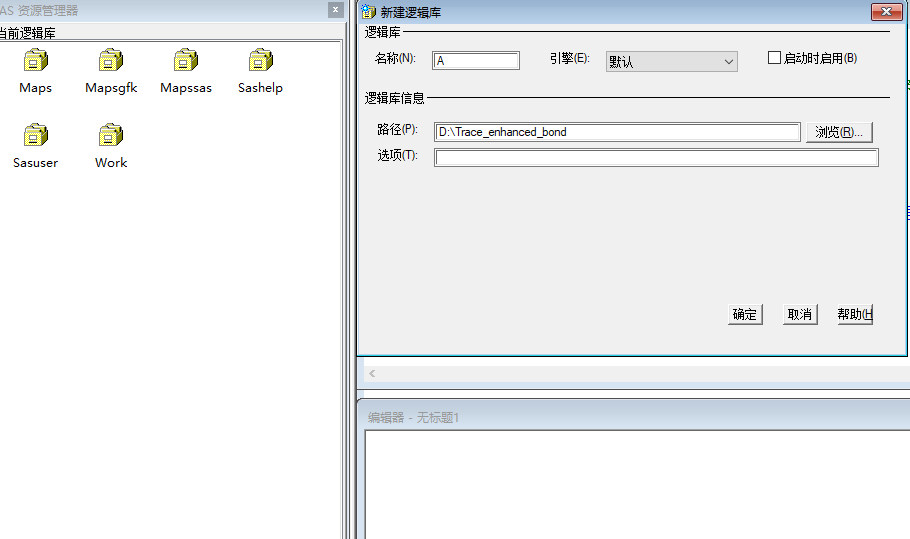 AS 资源管理器
当前逻辑库
Maps
Mapsgfk
Mapssas
Sashelp
Sasuser
Work
新建逻辑库
逻辑库
名称(N):
A
引擎(E):
默认
启动时启用(B)
逻辑库信息
路径(P):
D:\Trace_enhanced_bond
浏览(R)...
选项(T):
确定
取消
帮助(H
编辑器 - 无标题1